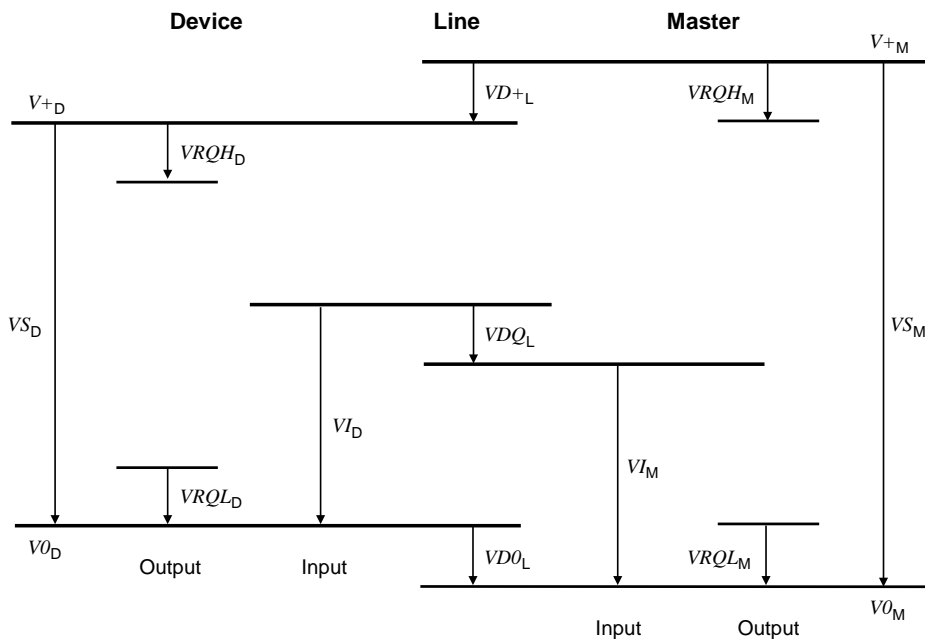 Device Line Master
V+M
VD+L VRQHM
V+D
VRQHD
VSD VDQL VSM
VID
VIM
VRQLD
V0D VD0L VRQLM
Output Input
V0M
Input Output